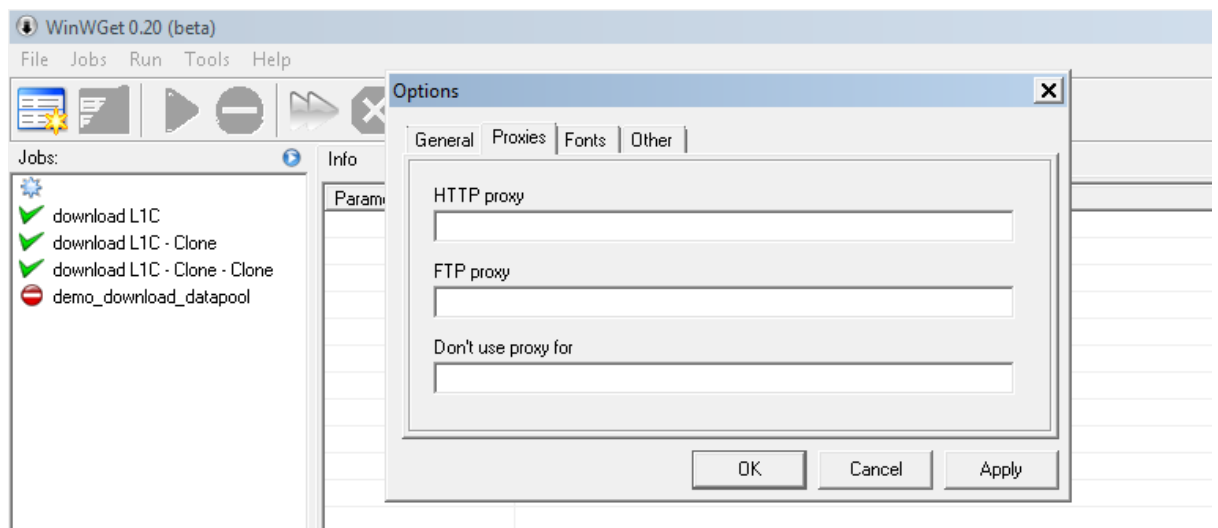 WinWGet 0.20 (beta)
File Jobs Run Tools Help
Options
General Proxies Fonts Other
Jobs:
Info
HTTP proxy
download L1C
download L1C - Clone
download L1C - Clone - Clone
demo_download_datapool
FTP proxy
Don't use proxy for
OK Cancel Apply